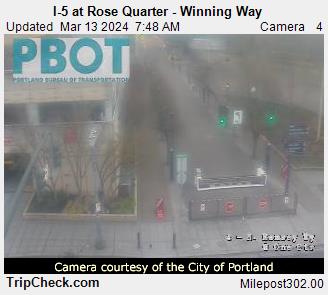 I-5 at Rose Quarter - Winning Way
Updated Mar 13 2024 7:48 AM Camera 4
PBOT
PORTLAND BUREAU OF TRANSPORTATION
Camera courtesy of the City of Portland
TripCheck.com Milepost302.00